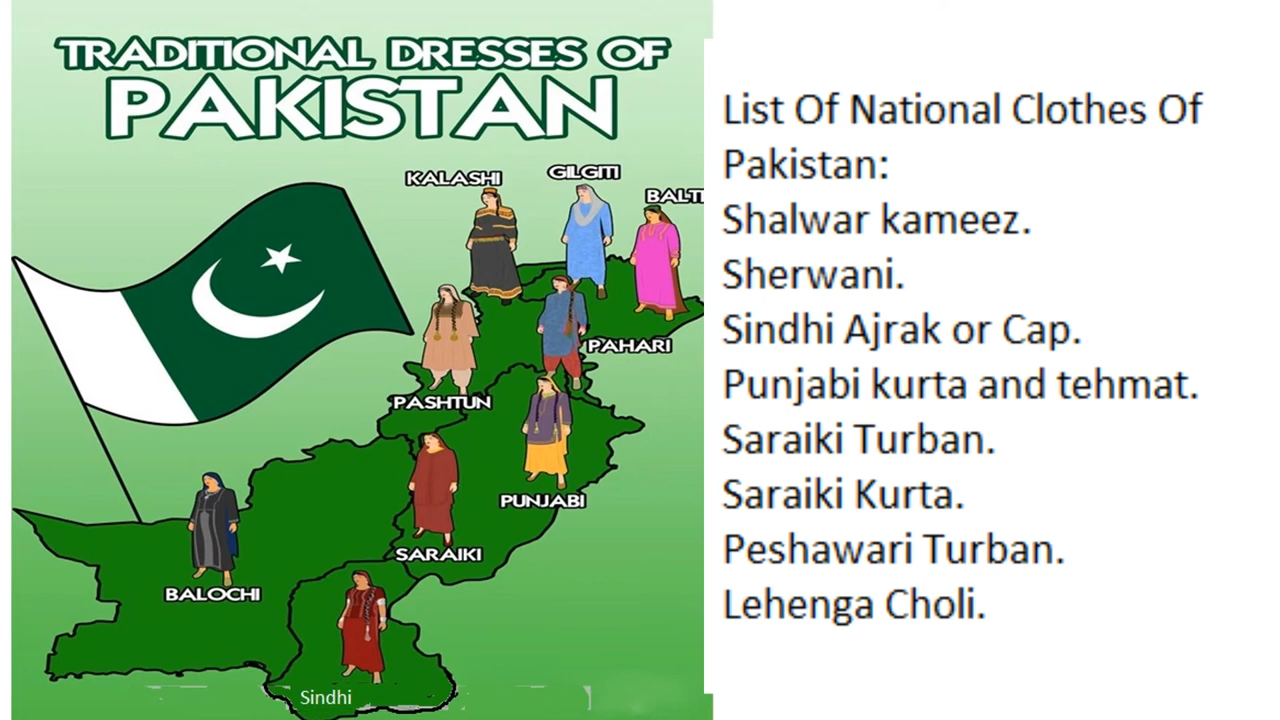 TRADITIONAL DRESSES OF
PAKISTAN
KALASHI
GILGITI
BALTI
PAHARI
PASHTUN
PUNJABI
SARAIKI
BALOCHI
Sindhi
List Of National Clothes Of
Pakistan:
Shalwar kameez.
Sherwani.
Sindhi Ajrak or Cap.
Punjabi kurta and tehmat.
Saraiki Turban.
Saraiki Kurta.
Peshawari Turban.
Lehenga Choli.